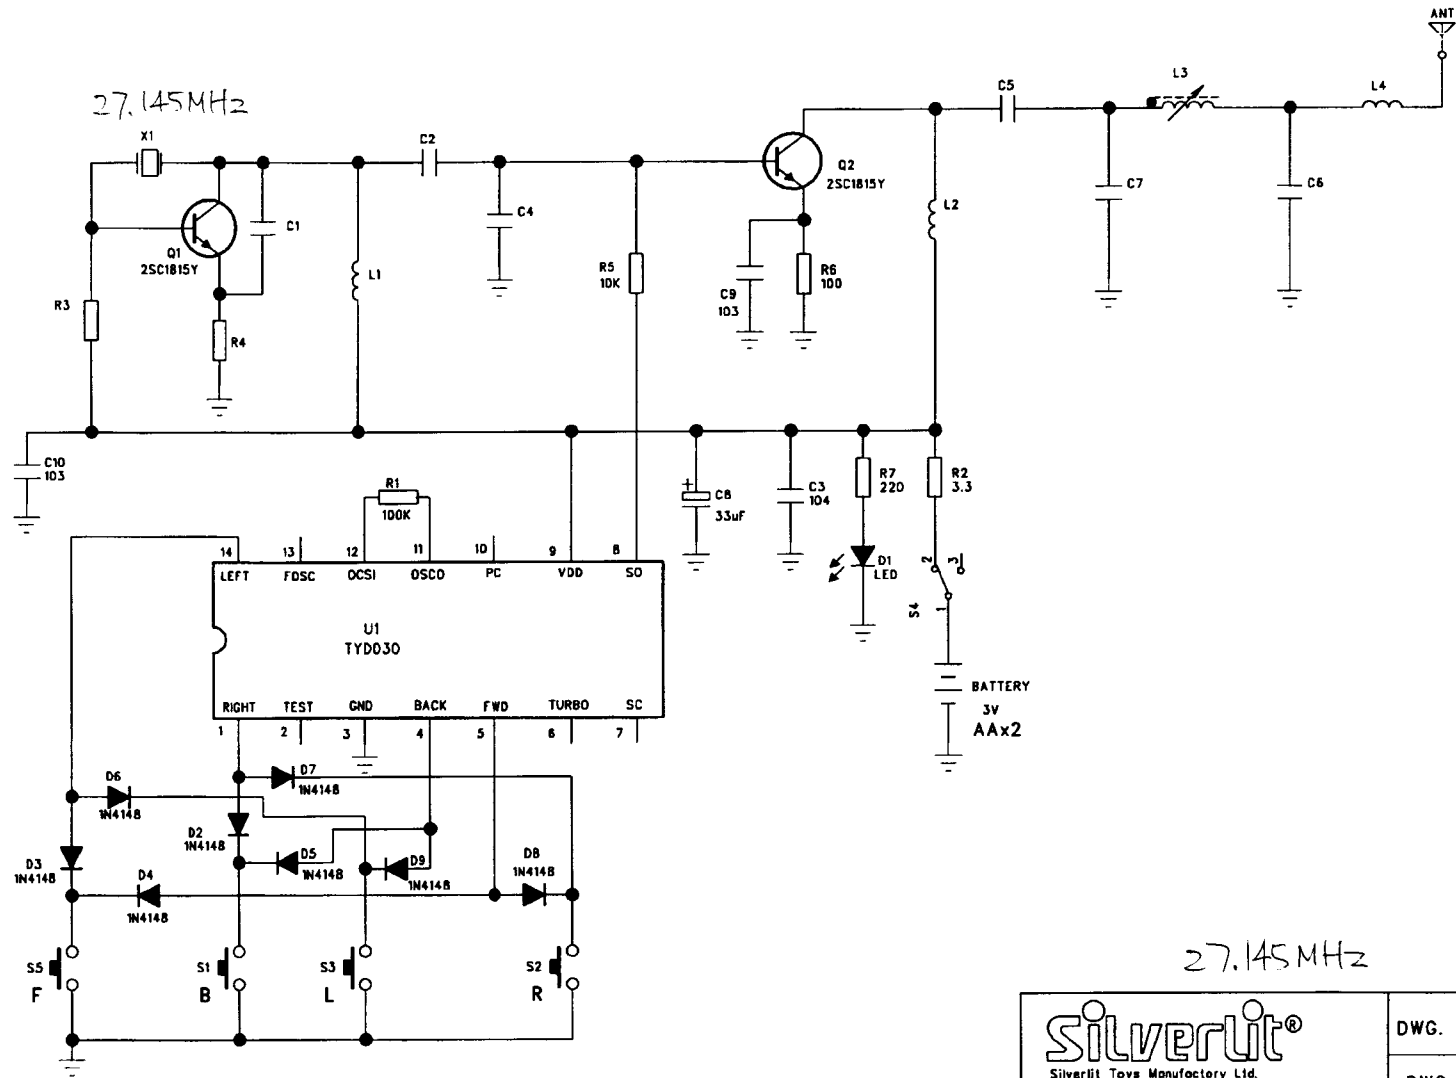 ANT
27.145MHz
X1
C2
C5
L3
L4
Q1
2SC1815Y
C1
L1
C4
R5
10K
Q2
2SC1815Y
L2
C7
C6
C9
103
R6
100
R3
R4
C10
103
R1
100K
+
C8
33uF
C3
104
R7
220
R2
3.3
D1
LED
2
3
S4
1
14 13 12 11 10 9 8
LEFT FDSC OCSI OSCO PC VDD SO
U1
TYD030
RIGHT TEST GND BACK FWD TURBO SC
1 2 3 4 5 6 7
BATTERY
3V
AAx2
D6
1N4148
D7
1N4148
D2
1N4148
D5
1N4148
D9
1N4148
D8
1N4148
D3
1N4148
D4
1N4148
S5
F
S1
B
S3
L
S2
R
27.145MHz
Silverlit®
Silverlit Toys Manufactory Ltd.
DWG.